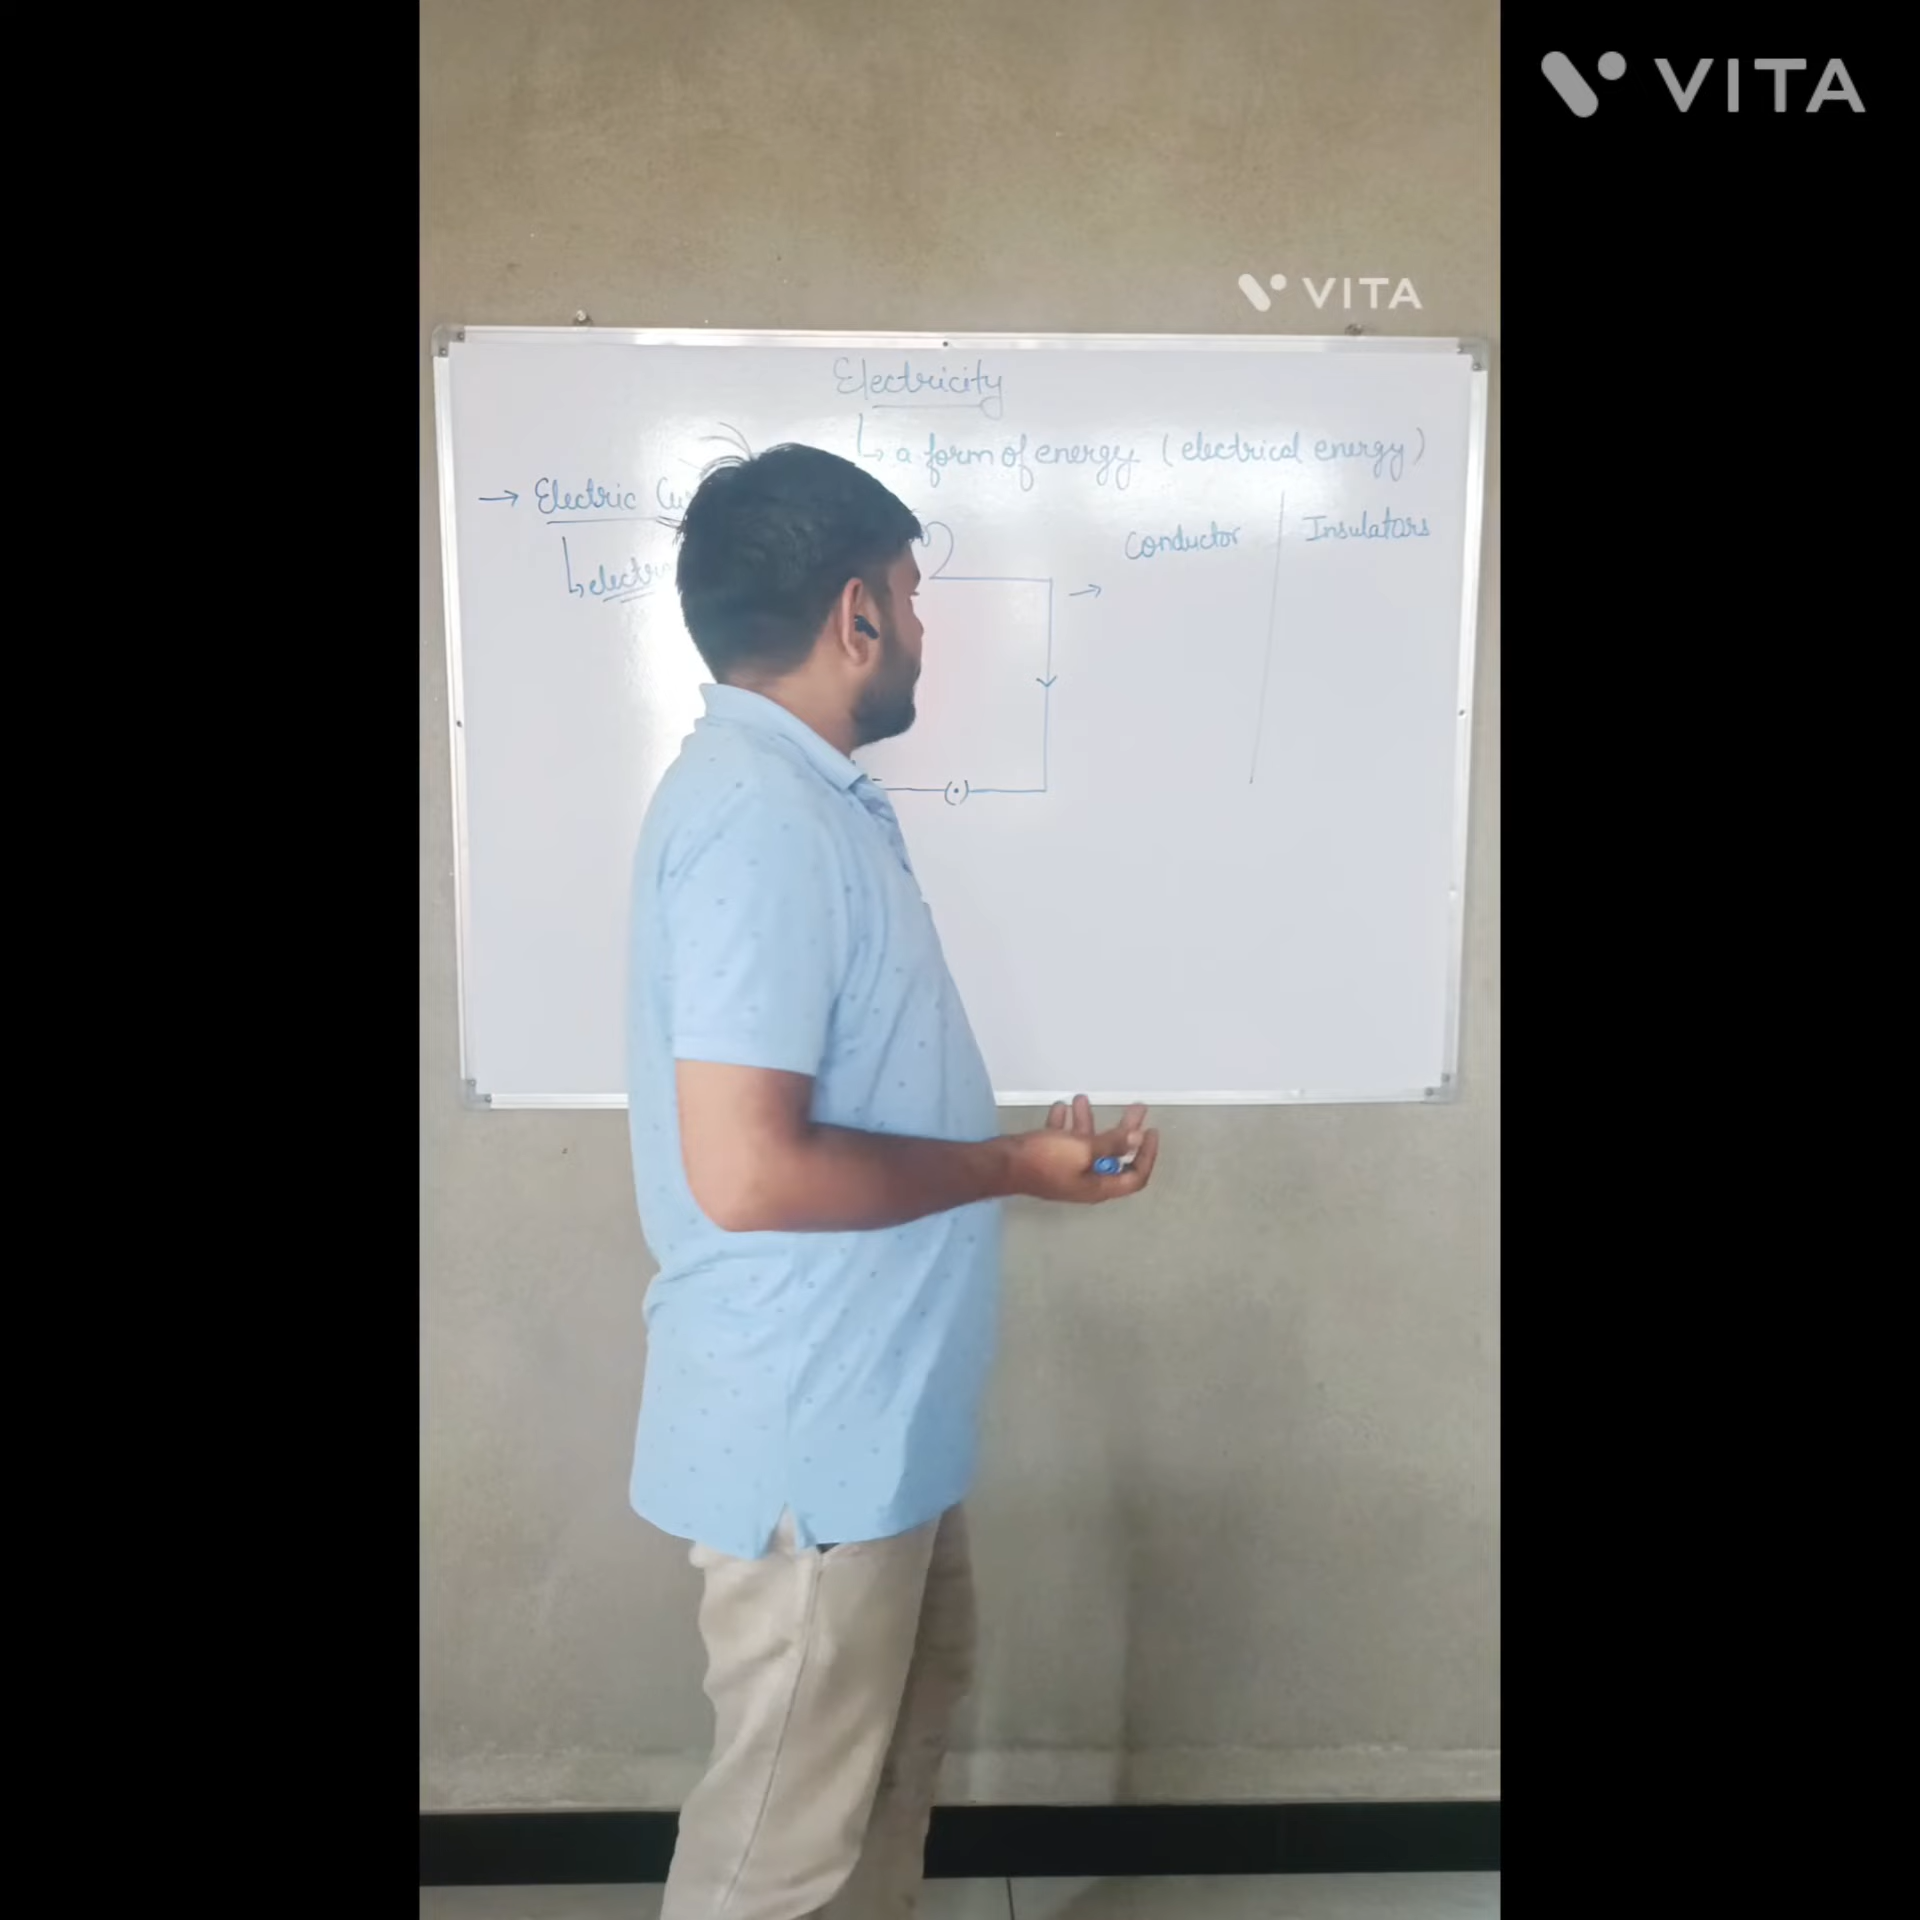 VITA
VITA
Electricity
a form of energy (electrical energy)
→ Electric
Conductor
Insulators